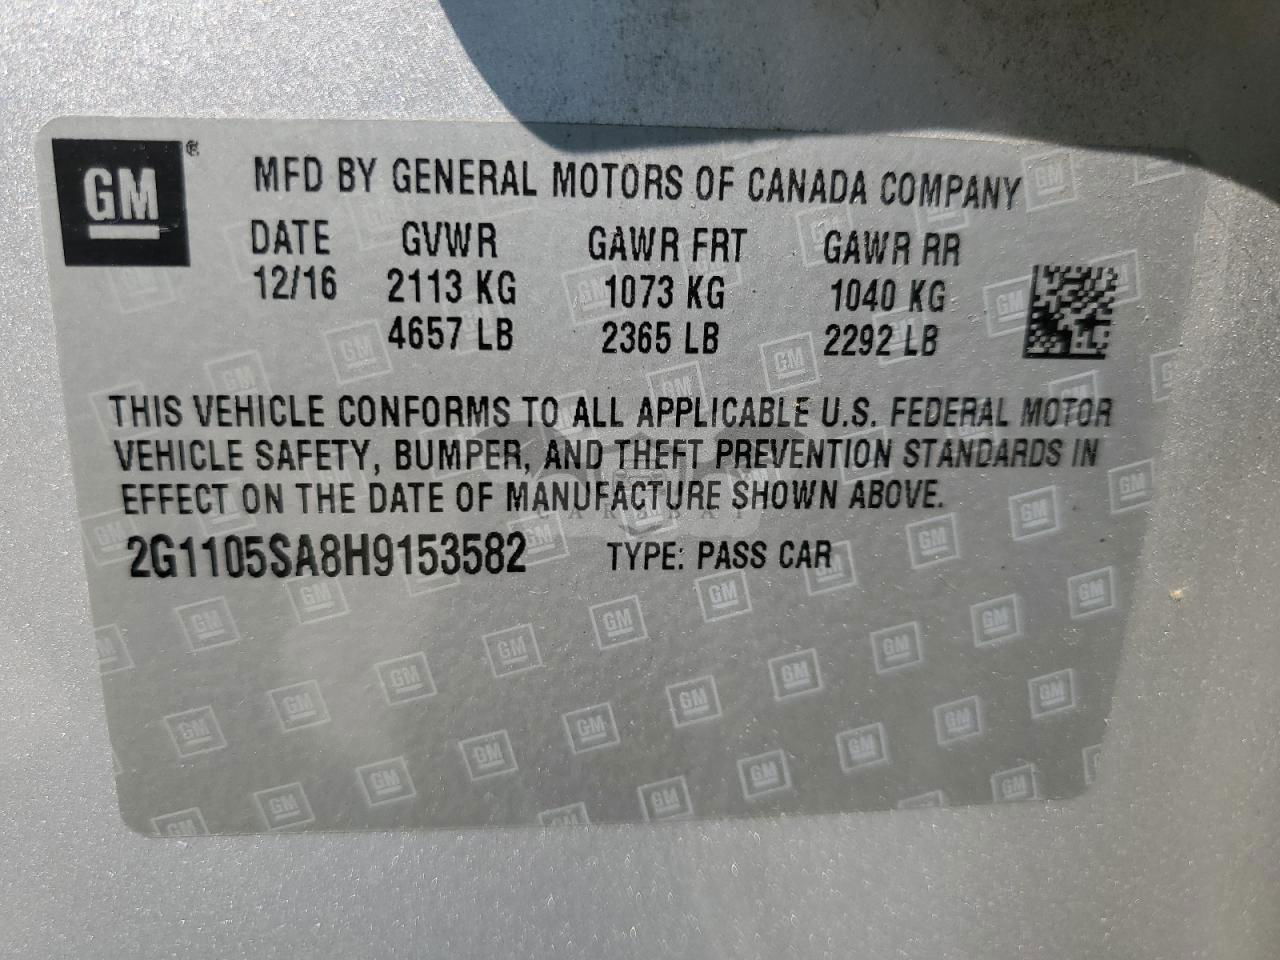 GM ®
MFD BY GENERAL MOTORS OF CANADA COMPANY
DATE GVWR GAWR FRT GAWR RR
12/16 2113 KG 1073 KG 1040 KG
4657 LB 2365 LB 2292 LB
THIS VEHICLE CONFORMS TO ALL APPLICABLE U.S. FEDERAL MOTOR
VEHICLE SAFETY, BUMPER, AND THEFT PREVENTION STANDARDS IN
EFFECT ON THE DATE OF MANUFACTURE SHOWN ABOVE.
2G1105SA8H9153582 TYPE: PASS CAR